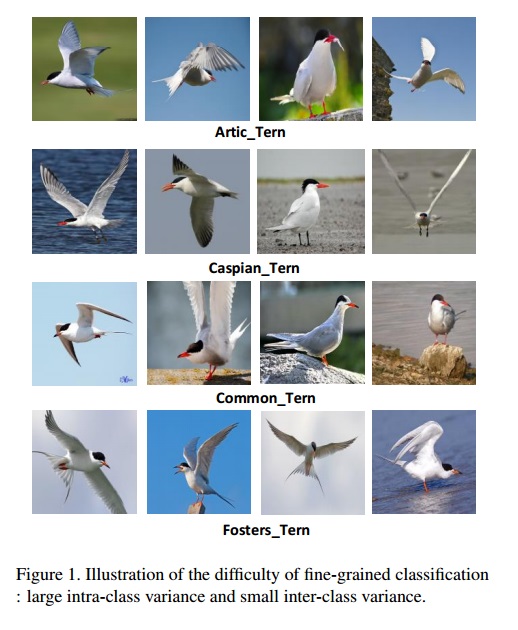 Artic_Tern
Caspian_Tern
Common_Tern
Fosters_Tern
Figure 1. Illustration of the difficulty of fine-grained classification
: large intra-class variance and small inter-class variance.